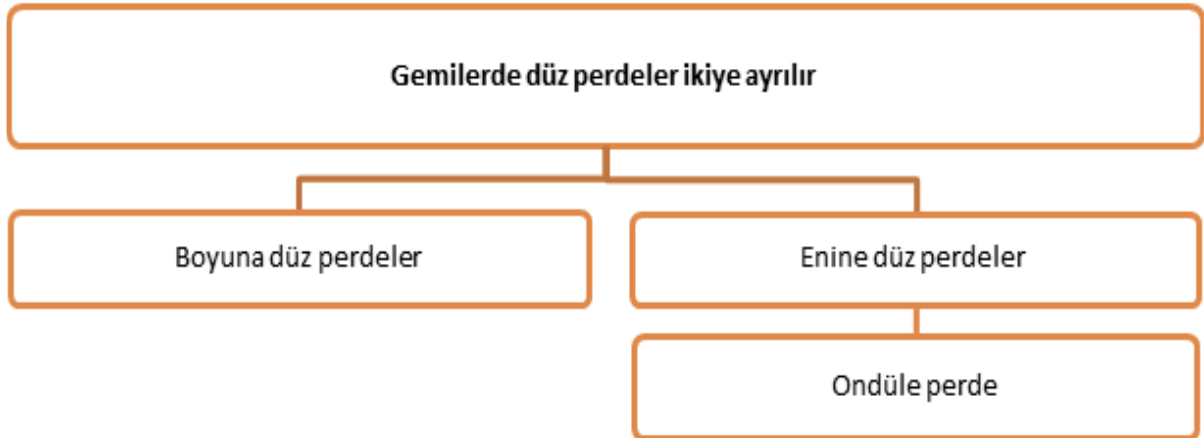 Gemilerde düz perdeler ikiye ayrılır
Boyuna düz perdeler
Enine düz perdeler
Ondüle perde